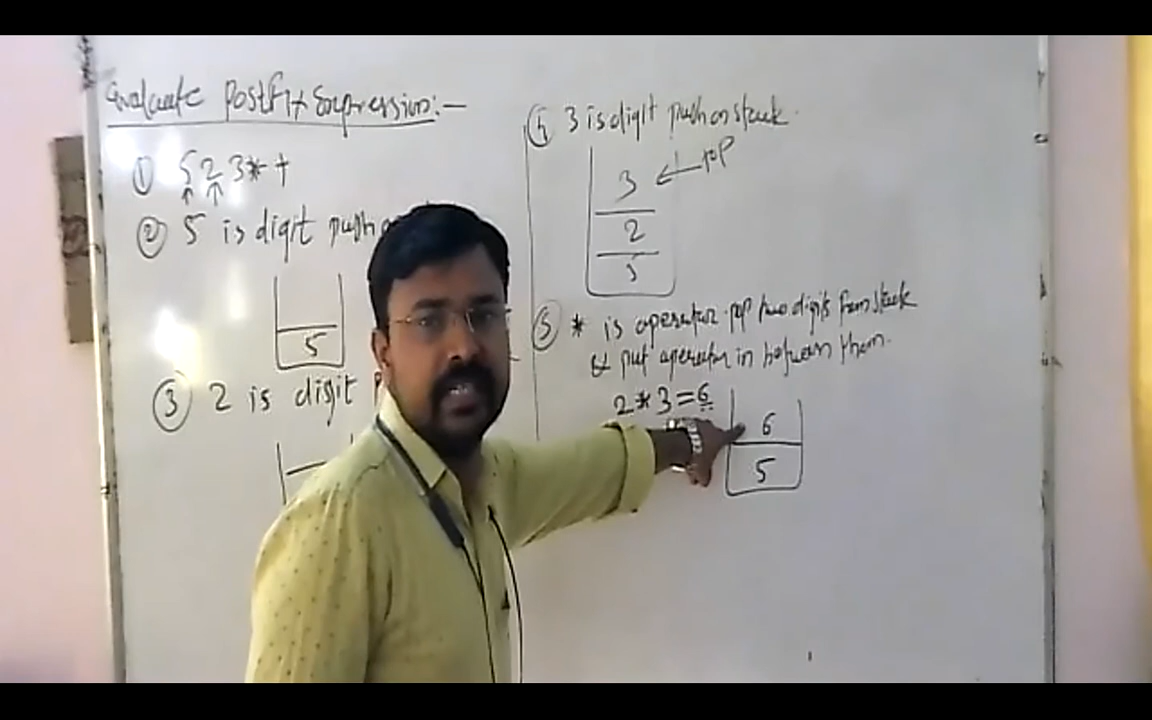 Evaluate Postfix Expression:-
① 5 2 3 * +
② 5 is digit push
5
③ 2 is digit
④ 3 is digit push on stack.
3 ← top
2
5
⑤ * is operator. pop two digits from stack
& put operator in between them.
2 * 3 = 6
6
5